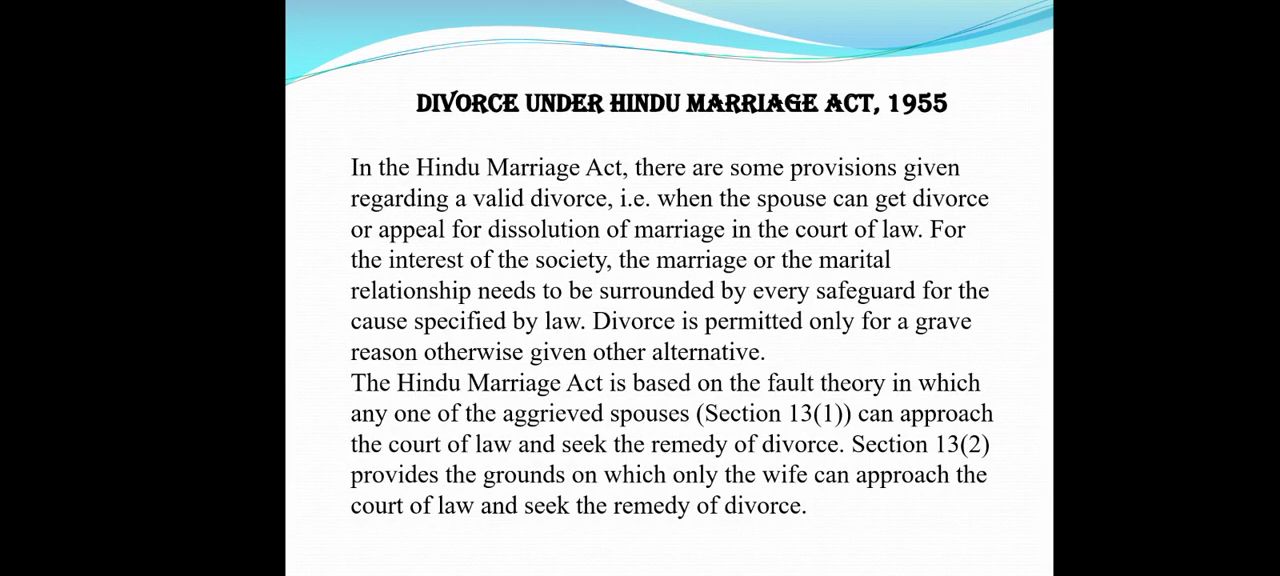 DIVORCE UNDER HINDU MARRIAGE ACT, 1955
In the Hindu Marriage Act, there are some provisions given
regarding a valid divorce, i.e. when the spouse can get divorce
or appeal for dissolution of marriage in the court of law. For
the interest of the society, the marriage or the marital
relationship needs to be surrounded by every safeguard for the
cause specified by law. Divorce is permitted only for a grave
reason otherwise given other alternative.
The Hindu Marriage Act is based on the fault theory in which
any one of the aggrieved spouses (Section 13(1)) can approach
the court of law and seek the remedy of divorce. Section 13(2)
provides the grounds on which only the wife can approach the
court of law and seek the remedy of divorce.